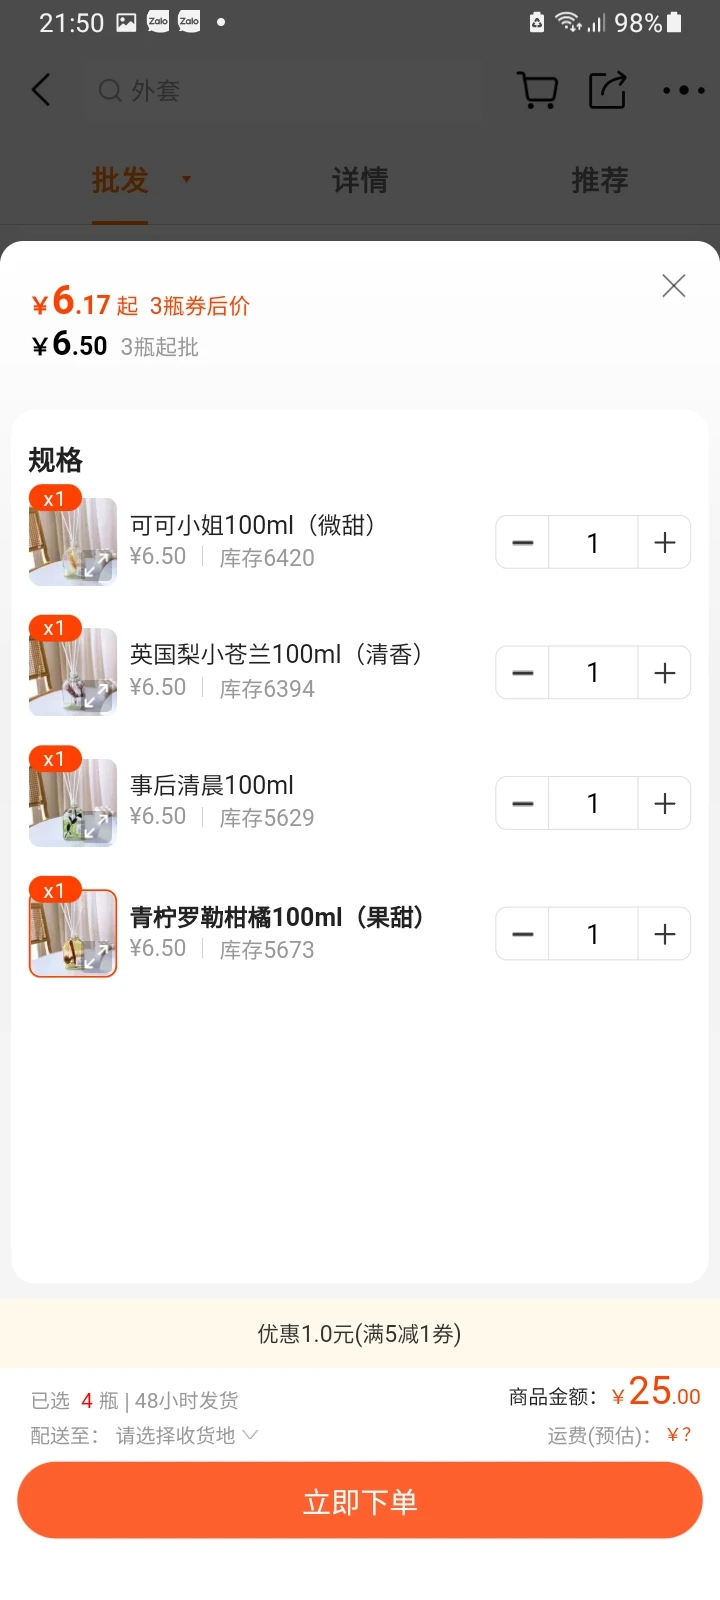 21:50 Zalo Zalo 98%
外套
批发 详情 推荐
¥6.17 起 3瓶券后价
¥6.50 3瓶起批
规格
x1
可可小姐100ml（微甜）
¥6.50 库存6420
1
x1
英国梨小苍兰100ml（清香）
¥6.50 库存6394
1
x1
事后清晨100ml
¥6.50 库存5629
1
x1
青柠罗勒柑橘100ml（果甜）
¥6.50 库存5673
1
优惠1.0元(满5减1券)
已选 4 瓶 | 48小时发货
商品金额：¥25.00
配送至：请选择收货地
运费(预估)：¥?
立即下单